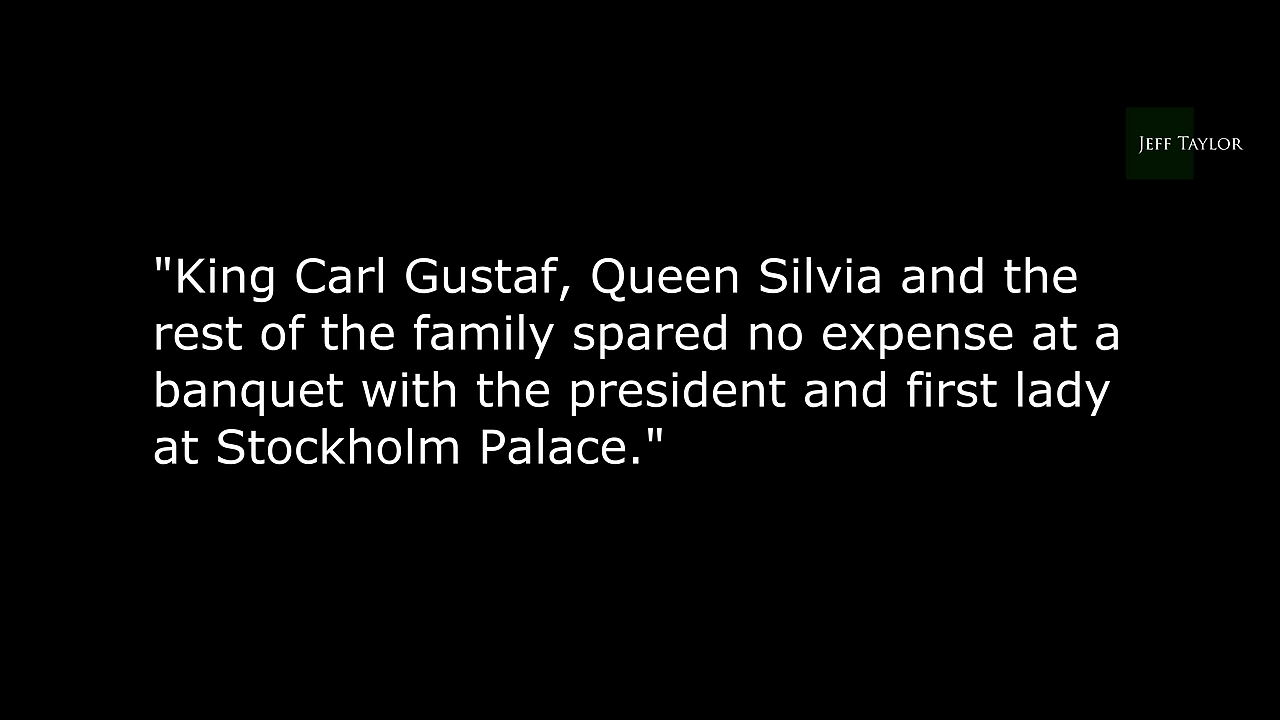 JEFF TAYLOR
"King Carl Gustaf, Queen Silvia and the
rest of the family spared no expense at a
banquet with the president and first lady
at Stockholm Palace."